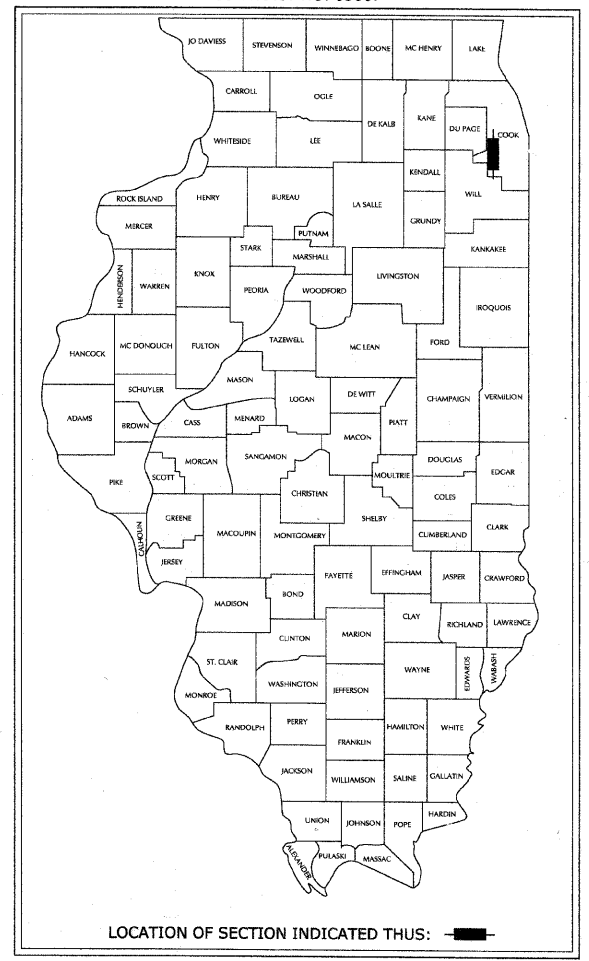 JO DAVIESS
STEVENSON
WINNEBAGO
BOONE
MC HENRY
LAKE
CARROLL
OGLE
DE KALB
KANE
DU PAGE
COOK
WHITESIDE
LEE
KENDALL
WILL
ROCK ISLAND
HENRY
BUREAU
LA SALLE
GRUNDY
MERCER
PUTNAM
KANKAKEE
STARK
MARSHALL
LIVINGSTON
HENDERSON
WARREN
KNOX
PEORIA
WOODFORD
IROQUOIS
HANCOCK
MC DONOUGH
FULTON
TAZEWELL
MC LEAN
FORD
MASON
SCHUYLER
LOGAN
DE WITT
CHAMPAIGN
VERMILION
ADAMS
BROWN
CASS
MENARD
PIATT
MACON
SANGAMON
MORGAN
SCOTT
PIKE
CHRISTIAN
MOULTRIE
DOUGLAS
EDGAR
COLES
GREENE
MACOUPIN
MONTGOMERY
SHELBY
CUMBERLAND
CLARK
CALHOUN
JERSEY
FAYETTE
EFFINGHAM
JASPER
CRAWFORD
MADISON
BOND
CLAY
RICHLAND
LAWRENCE
CLINTON
MARION
ST. CLAIR
WAYNE
EDWARDS
WABASH
WASHINGTON
JEFFERSON
MONROE
RANDOLPH
PERRY
HAMILTON
WHITE
FRANKLIN
JACKSON
WILLIAMSON
SALINE
GALLATIN
UNION
JOHNSON
POPE
HARDIN
ALEXANDER
PULASKI
MASSAC
LOCATION OF SECTION INDICATED THUS: